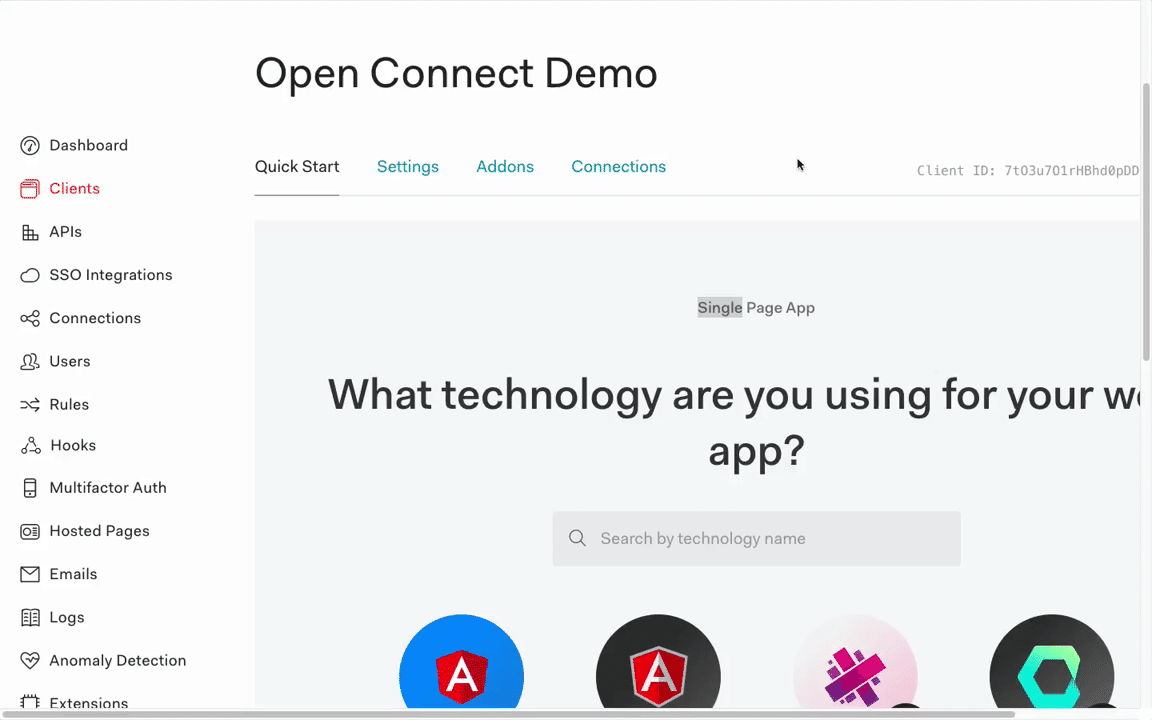 Open Connect Demo
Dashboard
Clients
APIs
SSO Integrations
Connections
Users
Rules
Hooks
Multifactor Auth
Hosted Pages
Emails
Logs
Anomaly Detection
Extensions
Quick Start Settings Addons Connections
Client ID: 7tO3u7O1rHBhd0pDD
Single Page App
What technology are you using for your we
app?
Search by technology name
A
A